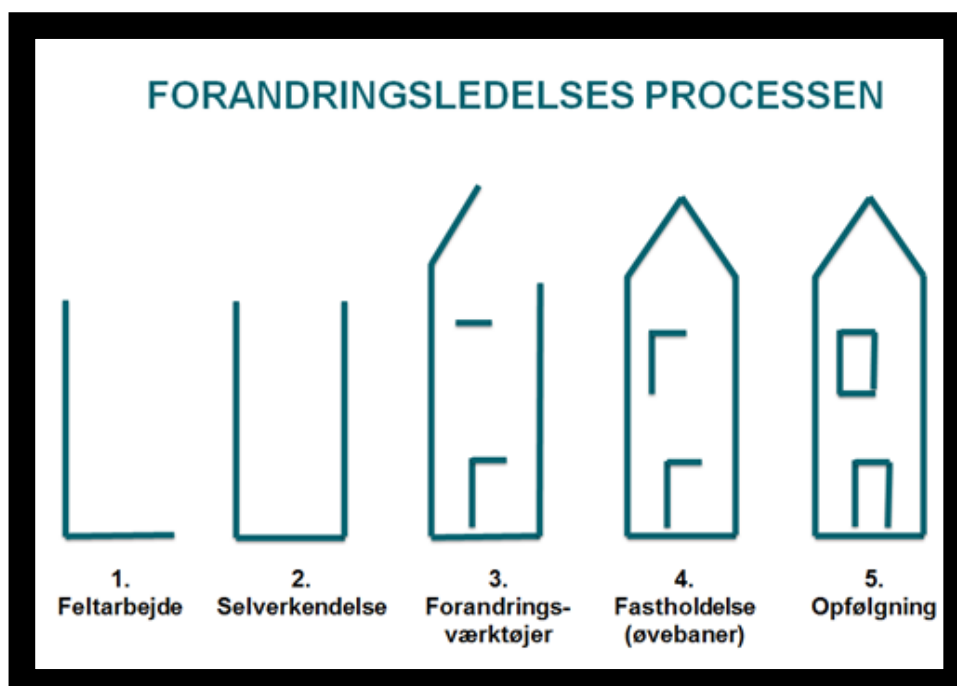 FORANDRINGSLEDELSES PROCESSEN
1.
Feltarbejde
2.
Selverkendelse
3.
Forandrings-
værktøjer
4.
Fastholdelse
(øvebaner)
5.
Opfølgning